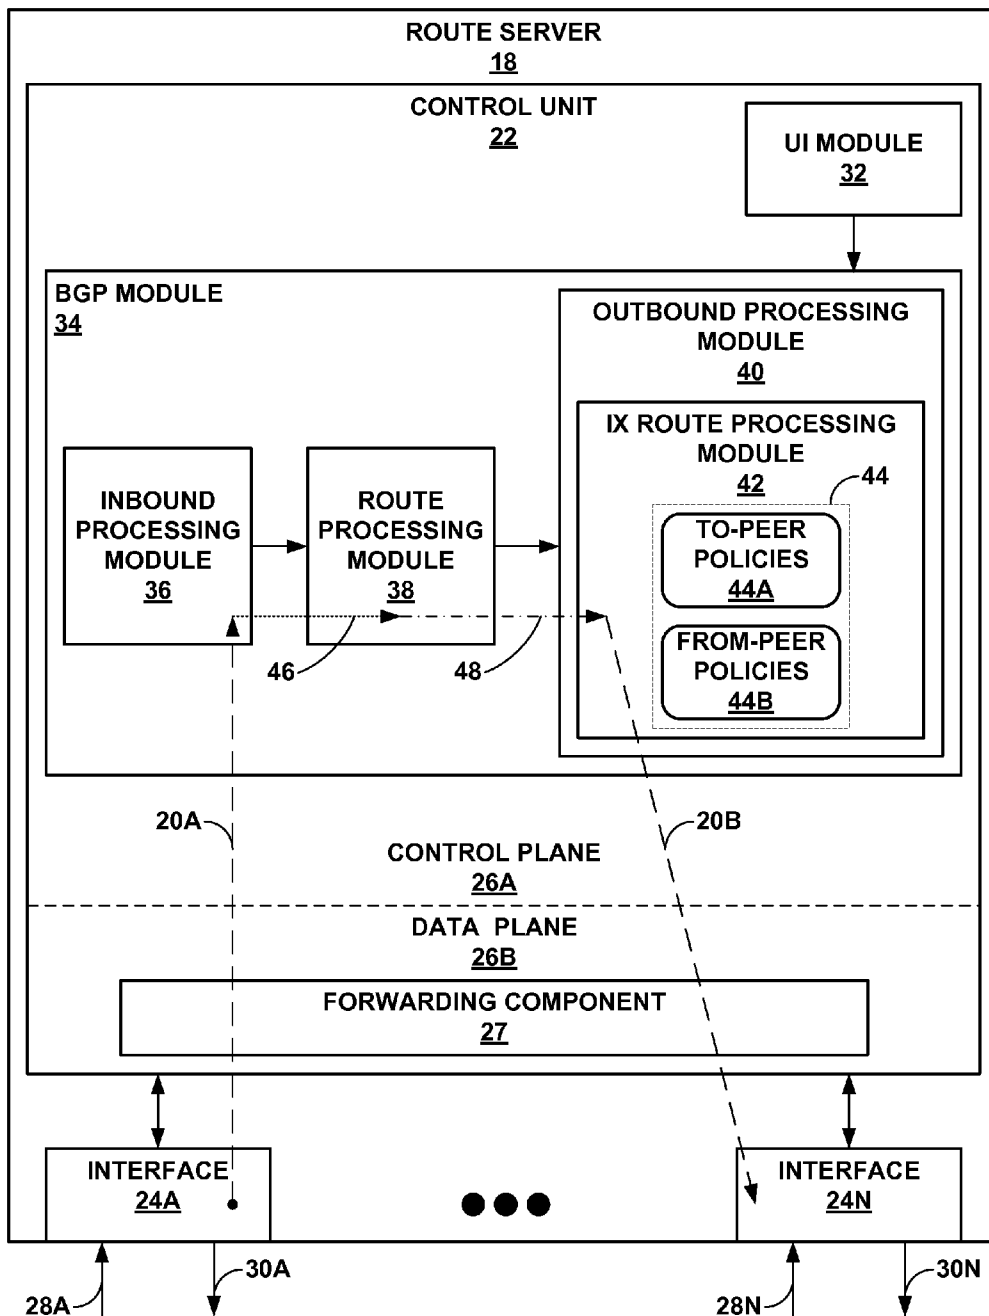 ROUTE SERVER
18
CONTROL UNIT
22
UI MODULE
32
BGP MODULE
34
OUTBOUND PROCESSING
MODULE
40
IX ROUTE PROCESSING
MODULE
42
44
TO-PEER
POLICIES
44A
FROM-PEER
POLICIES
44B
INBOUND
PROCESSING
MODULE
36
ROUTE
PROCESSING
MODULE
38
46
48
20A
20B
CONTROL PLANE
26A
DATA PLANE
26B
FORWARDING COMPONENT
27
INTERFACE
24A
INTERFACE
24N
28A
30A
28N
30N